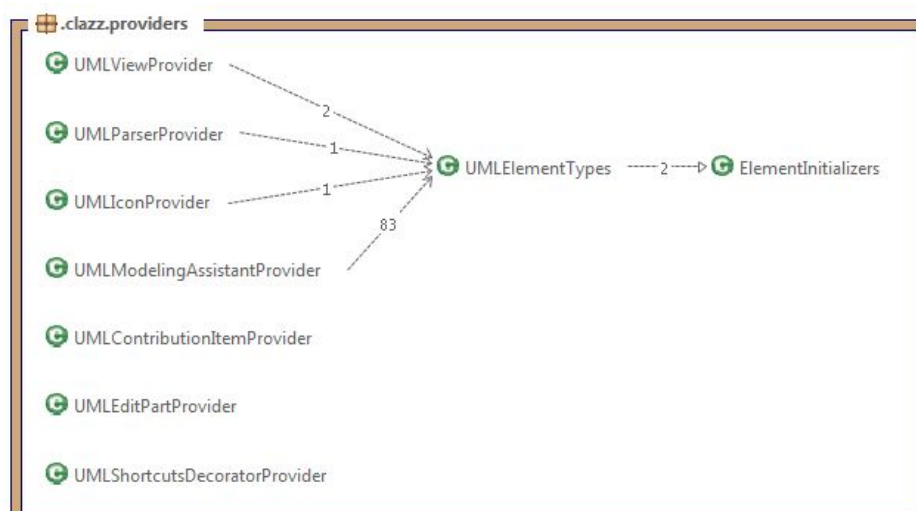 .clazz.providers
UMLViewProvider
2
UMLParserProvider
1
UMLElementTypes 2 ElementInitializers
UMLIconProvider
1
83
UMLModelingAssistantProvider
UMLContributionItemProvider
UMLEditPartProvider
UMLShortcutsDecoratorProvider